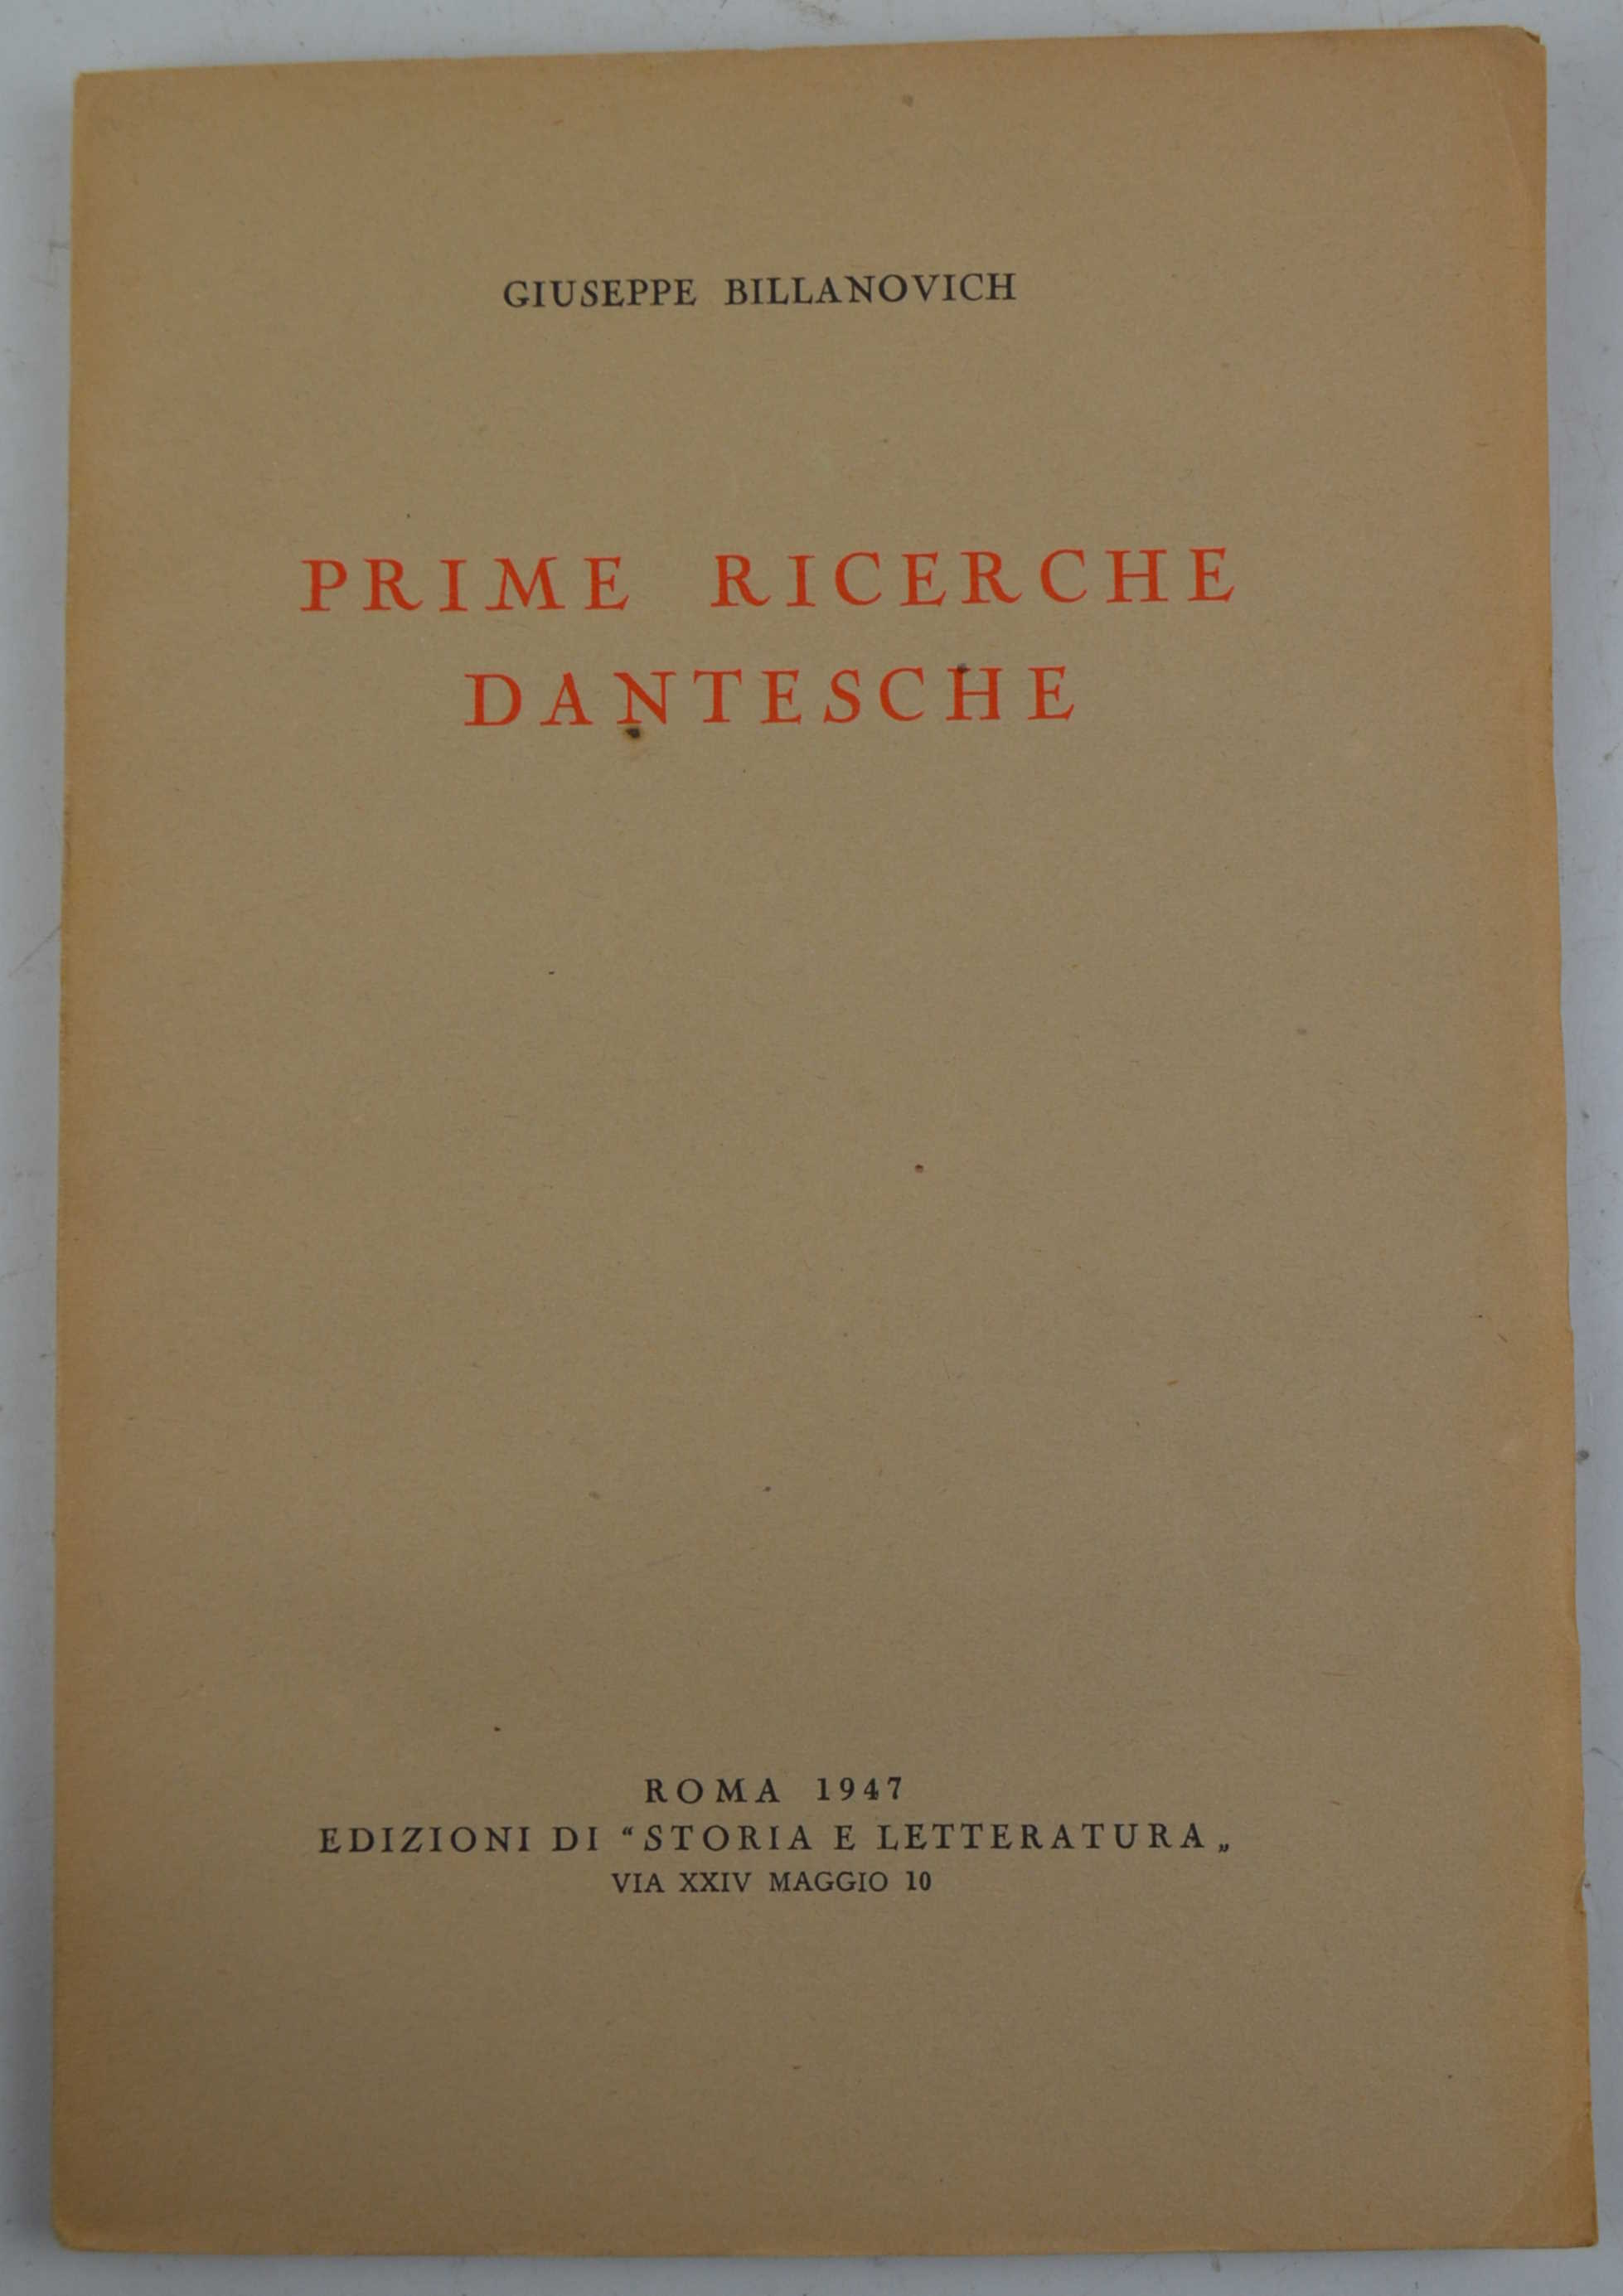 GIUSEPPE BILLANOVICH
PRIME RICERCHE
DANTESCHE
ROMA 1947
EDIZIONI DI “STORIA E LETTERATURA„
VIA XXIV MAGGIO 10